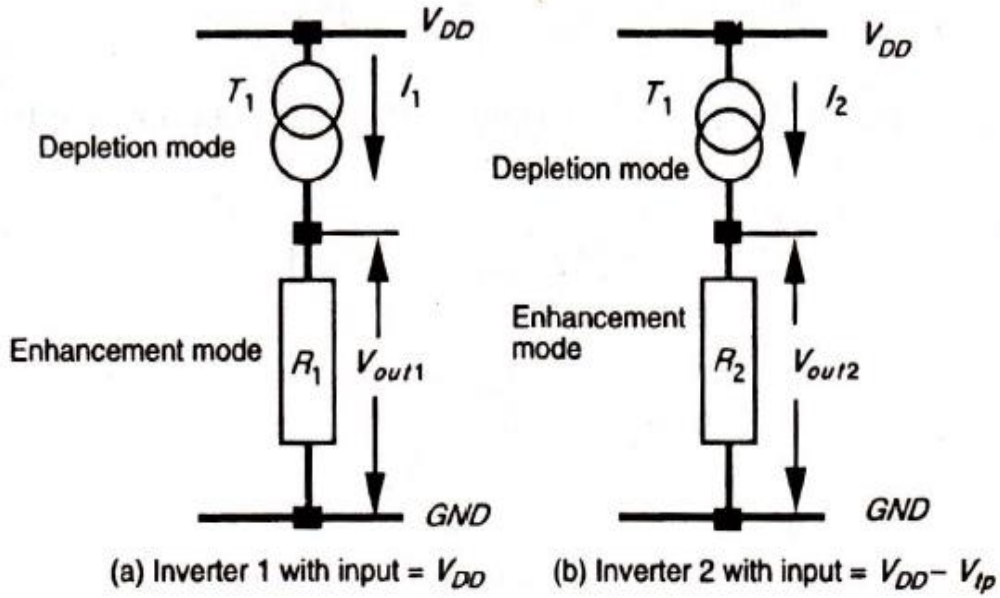 V_DD
T_1
I_1
Depletion mode
Enhancement mode
R_1
V_out1
GND
(a) Inverter 1 with input = V_DD
V_DD
T_1
I_2
Depletion mode
Enhancement
mode
R_2
V_out2
GND
(b) Inverter 2 with input = V_DD – V_tp